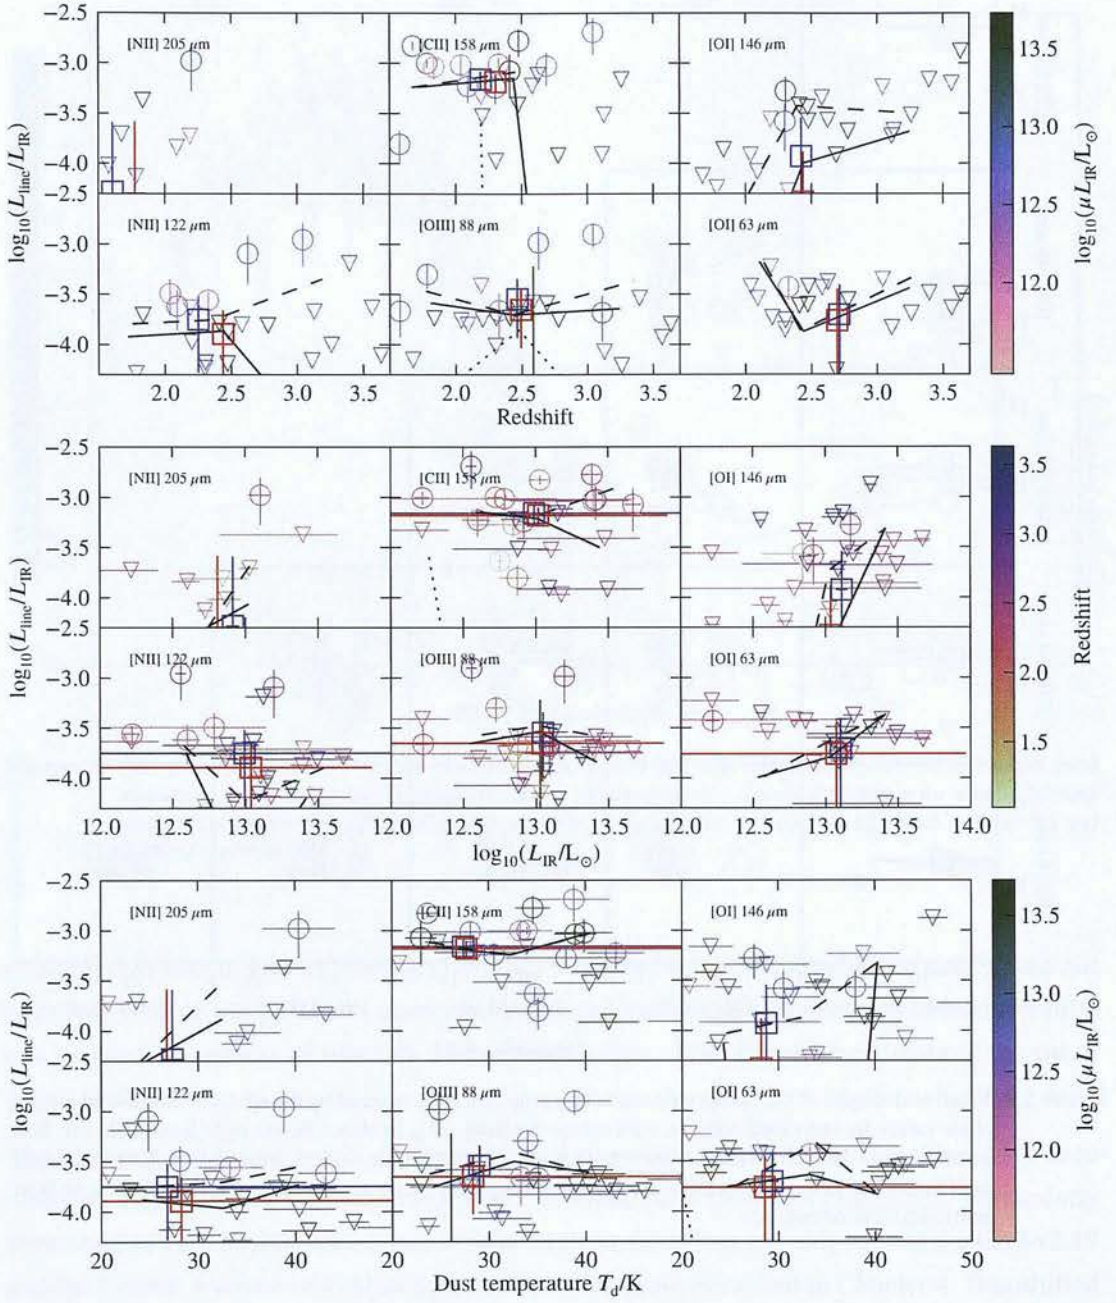 −2.5
[NII] 205 μm
[CII] 158 μm
[OI] 146 μm
−3.0
−3.5
−4.0
−2.5
[NII] 122 μm
[OIII] 88 μm
[OI] 63 μm
−3.0
−3.5
−4.0
log₁₀(L_line/L_IR)
2.0 2.5 3.0 3.5 2.0 2.5 3.0 3.5 2.0 2.5 3.0 3.5
Redshift
13.5
13.0
12.5
12.0
log₁₀(μL_IR/L⊙)
−2.5
[NII] 205 μm
[CII] 158 μm
[OI] 146 μm
−3.0
−3.5
−4.0
−2.5
[NII] 122 μm
[OIII] 88 μm
[OI] 63 μm
−3.0
−3.5
−4.0
log₁₀(L_line/L_IR)
12.0 12.5 13.0 13.5 12.0 12.5 13.0 13.5 12.0 12.5 13.0 13.5 14.0
log₁₀(L_IR/L⊙)
3.5
3.0
2.5
2.0
1.5
Redshift
−2.5
[NII] 205 μm
[CII] 158 μm
[OI] 146 μm
−3.0
−3.5
−4.0
−2.5
[NII] 122 μm
[OIII] 88 μm
[OI] 63 μm
−3.0
−3.5
−4.0
log₁₀(L_line/L_IR)
20 30 40 20 30 40 20 30 40 50
Dust temperature T_d/K
13.5
13.0
12.5
12.0
log₁₀(μL_IR/L⊙)